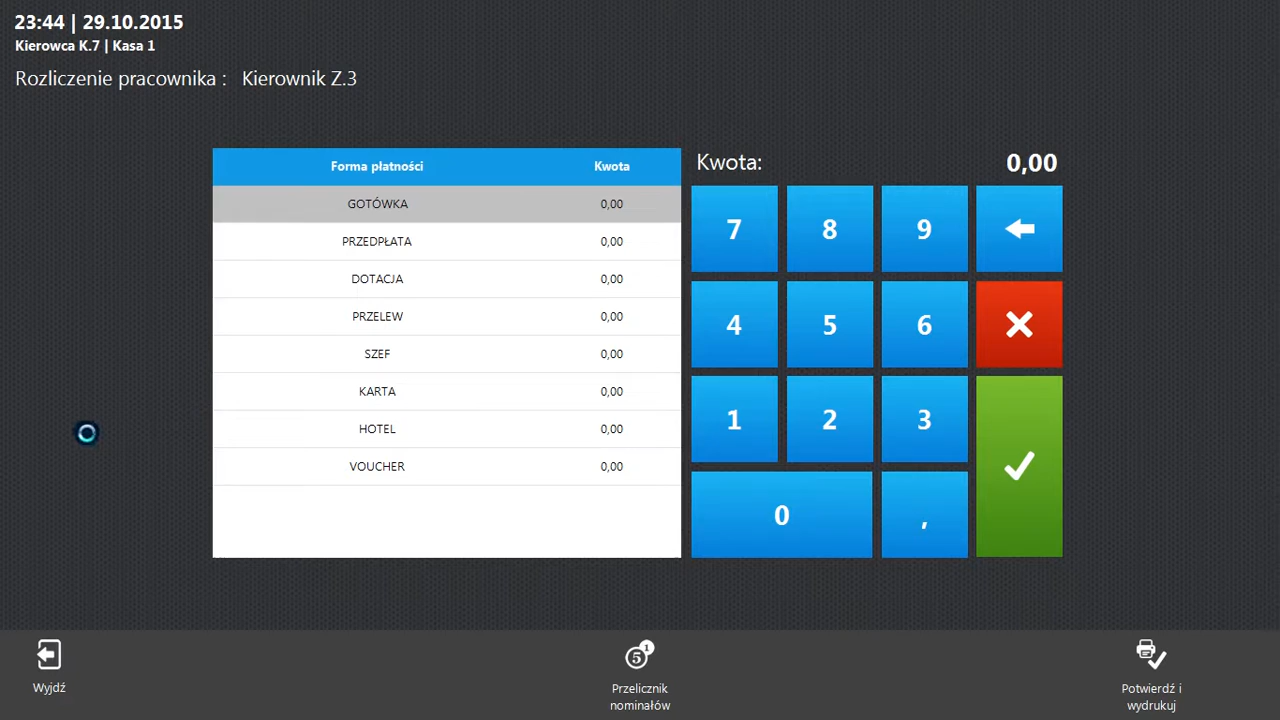 23:44 | 29.10.2015
Kierowca K.7 | Kasa 1
Rozliczenie pracownika : Kierownik Z.3
Forma płatności Kwota
GOTÓWKA 0,00
PRZEDPŁATA 0,00
DOTACJA 0,00
PRZELEW 0,00
SZEF 0,00
KARTA 0,00
HOTEL 0,00
VOUCHER 0,00
Kwota: 0,00
7 8 9
4 5 6
1 2 3
0 ,
Wyjdź
5 1
Przelicznik
nominałów
Potwierdź i
wydrukuj